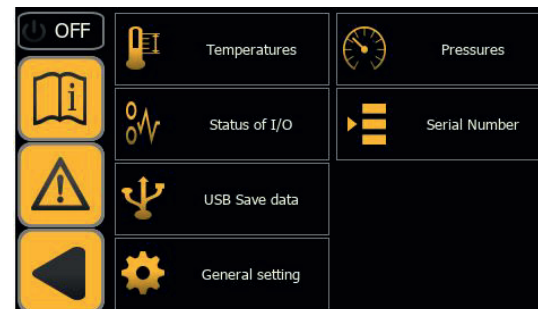 OFF
Temperatures
Pressures
Status of I/O
Serial Number
USB Save data
General setting